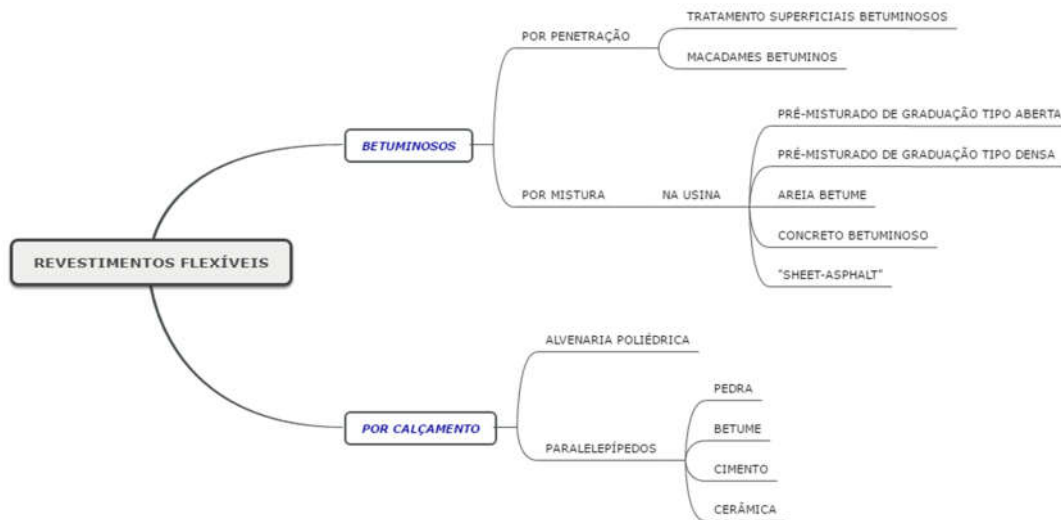 TRATAMENTO SUPERFICIAIS BETUMINOSOS
POR PENETRAÇÃO
MACADAMES BETUMINOS
PRÉ-MISTURADO DE GRADUAÇÃO TIPO ABERTA
BETUMINOSOS
PRÉ-MISTURADO DE GRADUAÇÃO TIPO DENSA
POR MISTURA NA USINA AREIA BETUME
CONCRETO BETUMINOSO
REVESTIMENTOS FLEXÍVEIS
"SHEET-ASPHALT"
ALVENARIA POLIÉDRICA
PEDRA
POR CALÇAMENTO
BETUME
PARALELEPÍPEDOS
CIMENTO
CERÂMICA